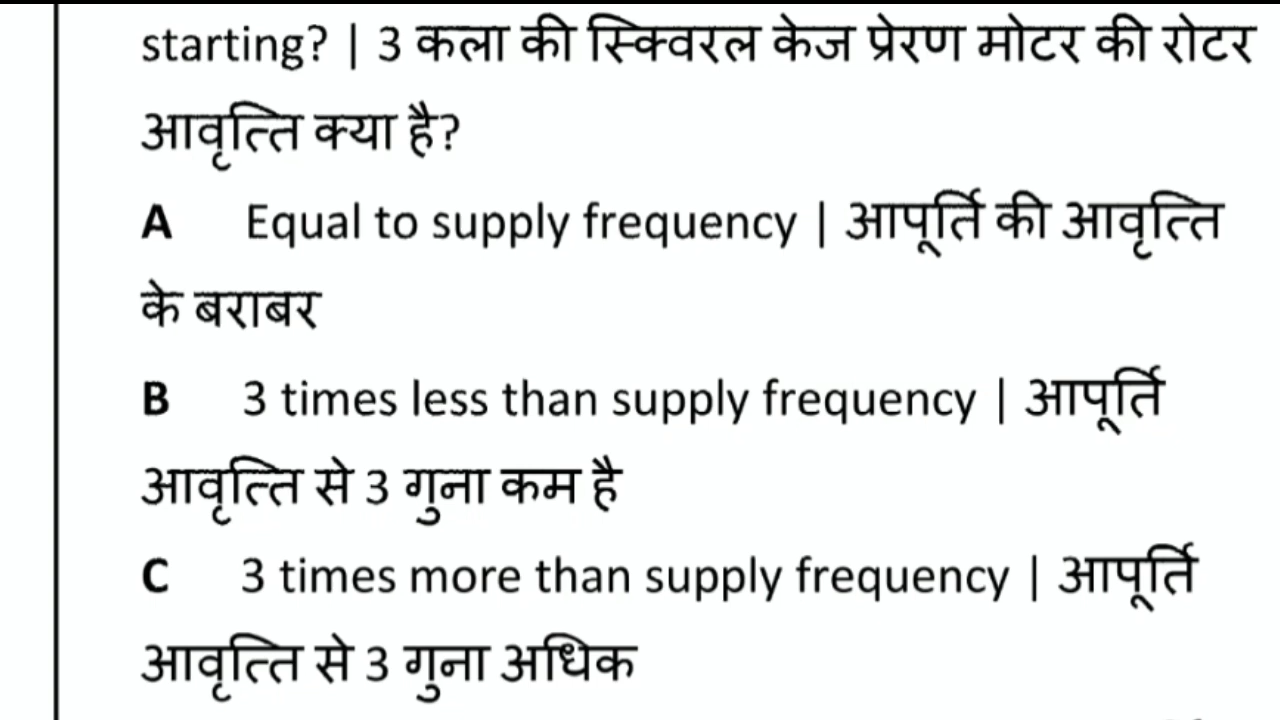 starting? | 3 कला की स्क्विरल केज प्रेरण मोटर की रोटर
आवृत्ति क्या है?
A Equal to supply frequency | आपूर्ति की आवृत्ति
के बराबर
B 3 times less than supply frequency | आपूर्ति
आवृत्ति से 3 गुना कम है
C 3 times more than supply frequency | आपूर्ति
आवृत्ति से 3 गुना अधिक